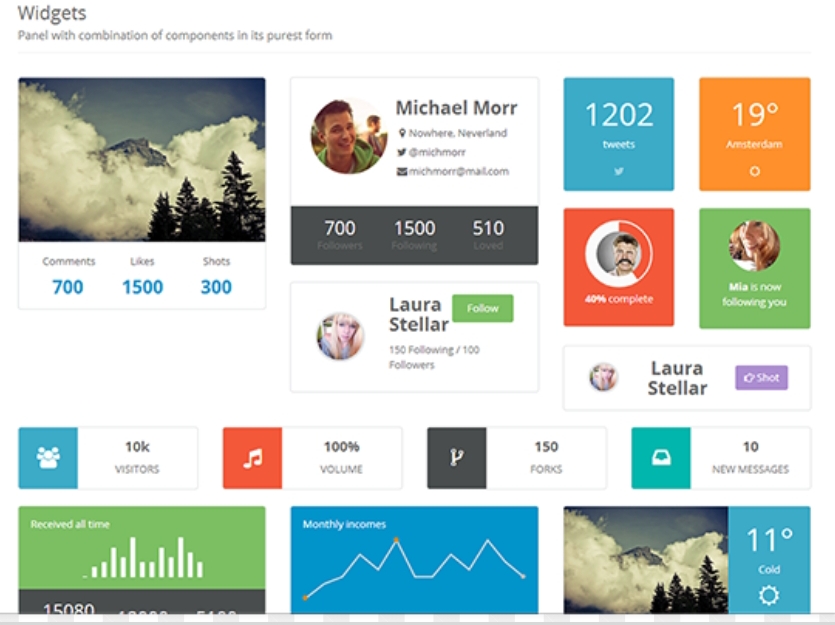 Widgets
Panel with combination of components in its purest form
Comments Likes Shots
700 1500 300
Michael Morr
Nowhere, Neverland
@michmorr
michmorr@mail.com
700 1500 510
Followers Following Loved
Laura
Stellar
Follow
150 Following / 100
Followers
1202
tweets
19°
Amsterdam
40% complete
Mia is now
following you
Laura
Stellar
Shot
10k
VISITORS
100%
VOLUME
150
FORKS
10
NEW MESSAGES
Received all time
15080
Monthly incomes
11°
Cold